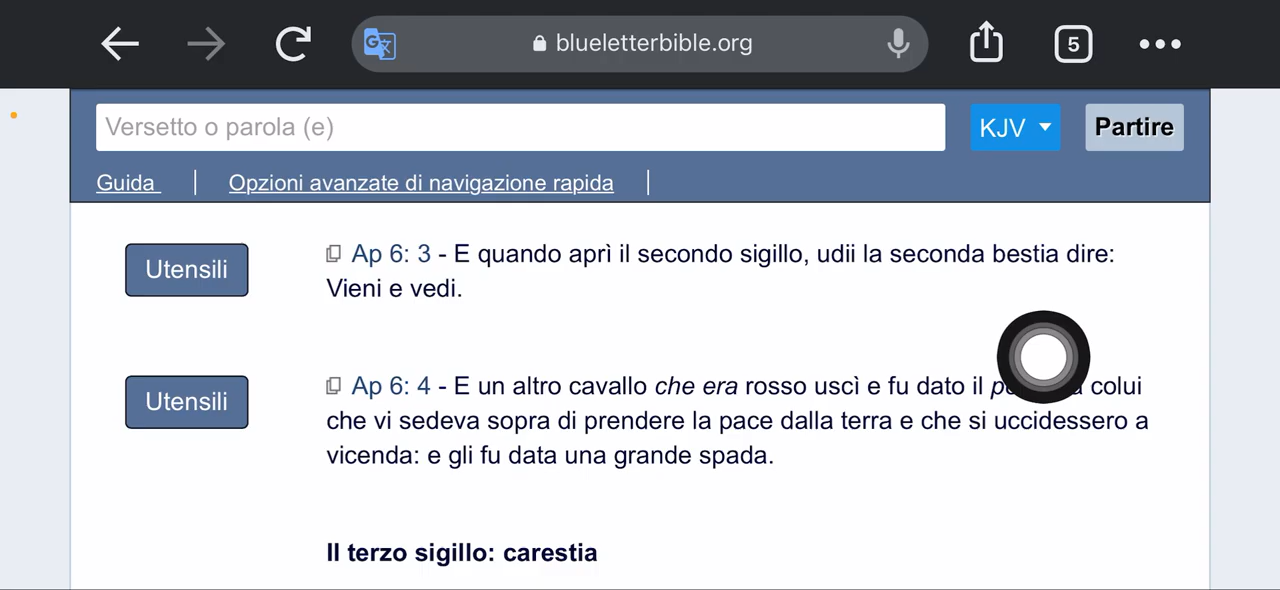 blueletterbible.org
5
Versetto o parola (e)
KJV
Partire
Guida
Opzioni avanzate di navigazione rapida
Utensili
Ap 6: 3 - E quando aprì il secondo sigillo, udii la seconda bestia dire:
Vieni e vedi.
Utensili
Ap 6: 4 - E un altro cavallo che era rosso uscì e fu dato il colui
che vi sedeva sopra di prendere la pace dalla terra e che si uccidessero a
vicenda: e gli fu data una grande spada.
Il terzo sigillo: carestia